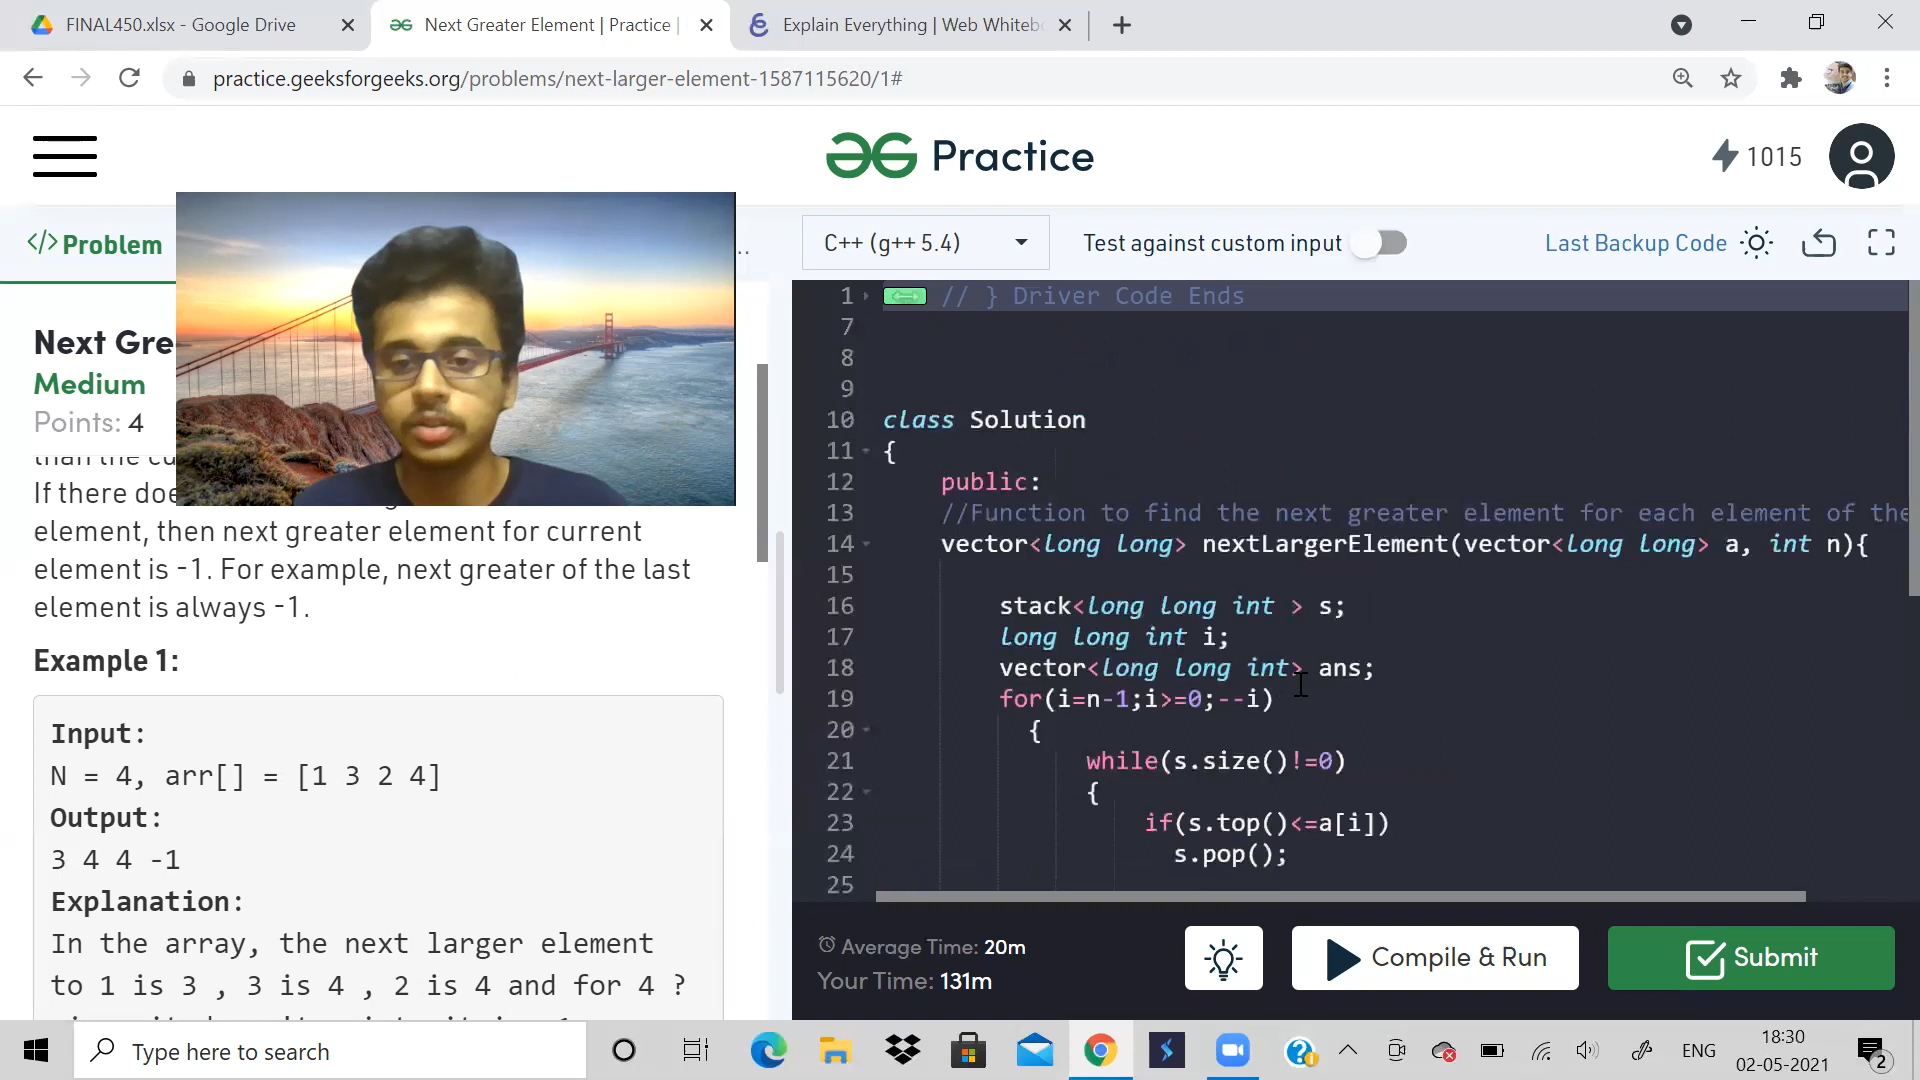 FINAL450.xlsx - Google Drive
Next Greater Element | Practice |
Explain Everything | Web Whitebo
practice.geeksforgeeks.org/problems/next-larger-element-1587115620/1#
Practice
1015
</> Problem
..
C++ (g++ 5.4)
Test against custom input
Last Backup Code
Next Gre
Medium
Points: 4
than the cu
If there doe
element, then next greater element for current
element is -1. For example, next greater of the last
element is always -1.
Example 1:
Input:
N = 4, arr[] = [1 3 2 4]
Output:
3 4 4 -1
Explanation:
In the array, the next larger element
to 1 is 3 , 3 is 4 , 2 is 4 and for 4 ?
1 // } Driver Code Ends
7
8
9
10 class Solution
11 {
12 public:
13 //Function to find the next greater element for each element of the
14 vector<long long> nextLargerElement(vector<long long> a, int n){
15
16 stack<long long int > s;
17 long long int i;
18 vector<long long int> ans;
19 for(i=n-1;i>=0;--i)
20 {
21 while(s.size()!=0)
22 {
23 if(s.top()<=a[i])
24 s.pop();
25
Average Time: 20m
Your Time: 131m
Compile & Run
Submit
Type here to search
ENG
18:30
02-05-2021
2